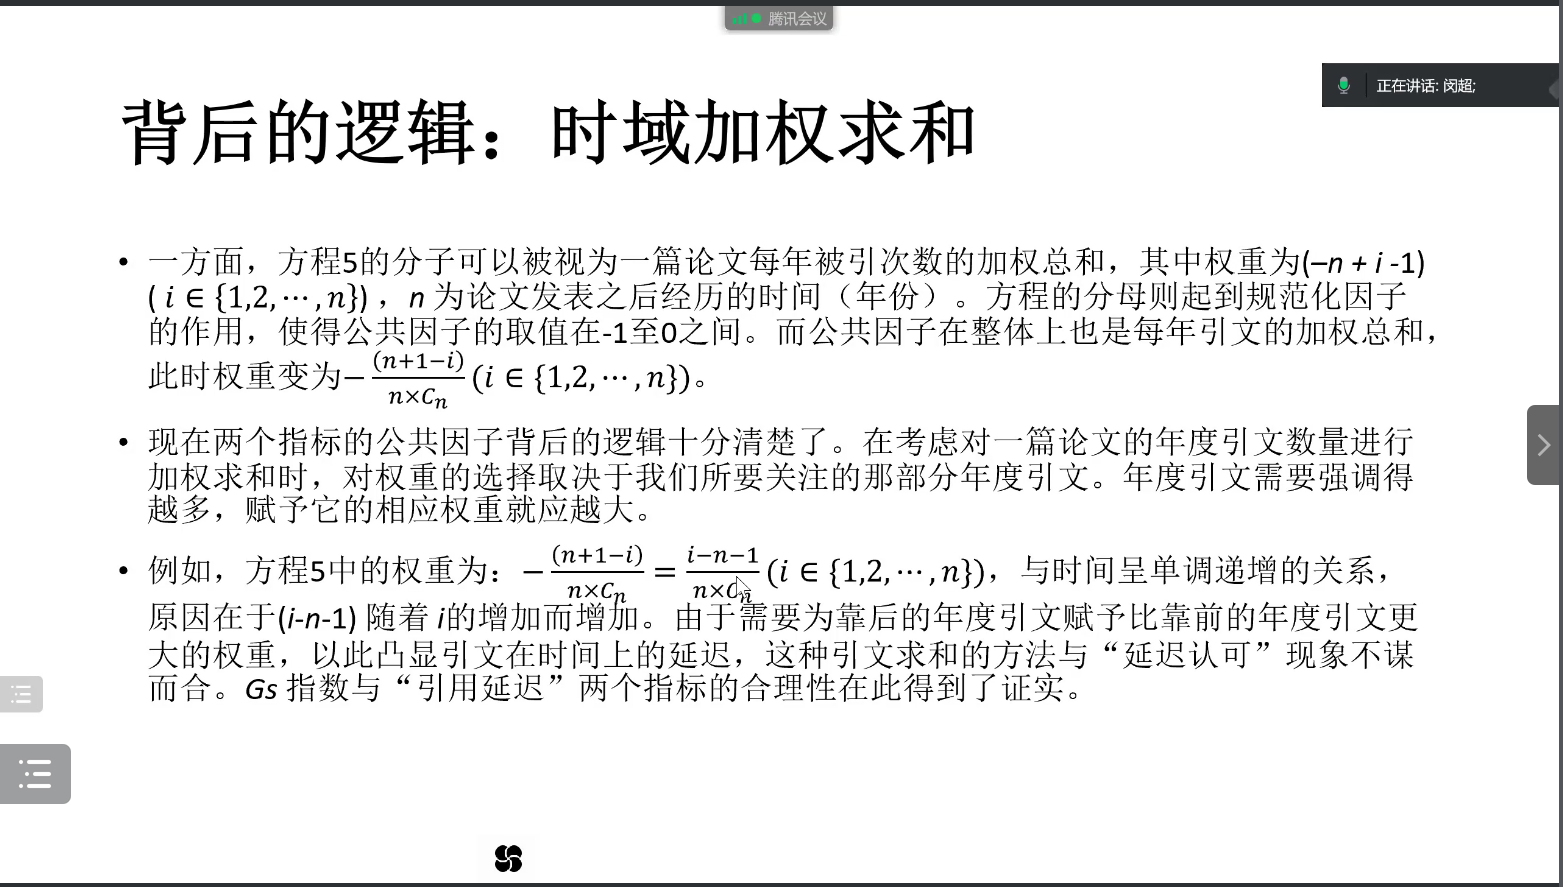 腾讯会议
正在讲话: 闵超;
背后的逻辑：时域加权求和
• 一方面，方程5的分子可以被视为一篇论文每年被引次数的加权总和，其中权重为(–n + i -1)
( i ∈ {1,2, ⋯ , n}) ，n 为论文发表之后经历的时间（年份）。方程的分母则起到规范化因子
的作用，使得公共因子的取值在-1至0之间。而公共因子在整体上也是每年引文的加权总和，
此时权重变为− (n+1−i) / n×Cₙ (i ∈ {1,2, ⋯ , n})。
• 现在两个指标的公共因子背后的逻辑十分清楚了。在考虑对一篇论文的年度引文数量进行
加权求和时，对权重的选择取决于我们所要关注的那部分年度引文。年度引文需要强调得
越多，赋予它的相应权重就应越大。
• 例如，方程5中的权重为：− (n+1−i) / n×Cₙ = i−n−1 / n×Cₙ (i ∈ {1,2, ⋯ , n})，与时间呈单调递增的关系，
原因在于(i-n-1) 随着 i的增加而增加。由于需要为靠后的年度引文赋予比靠前的年度引文更
大的权重，以此凸显引文在时间上的延迟，这种引文求和的方法与“延迟认可”现象不谋
而合。Gs 指数与“引用延迟”两个指标的合理性在此得到了证实。